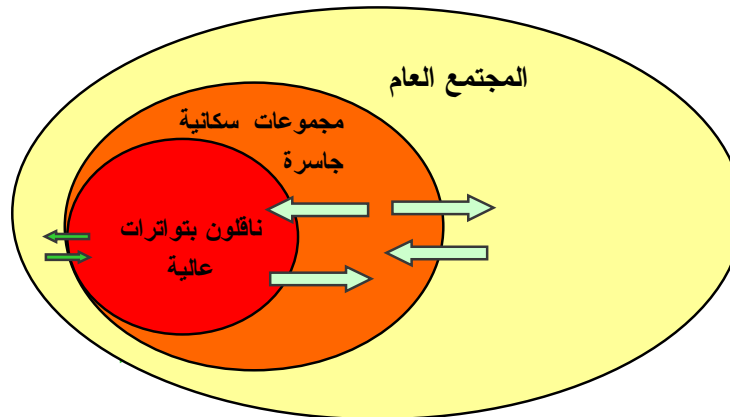 المجتمع العام
مجموعات سكانية
جاسرة
ناقلون بتواترات
عالية